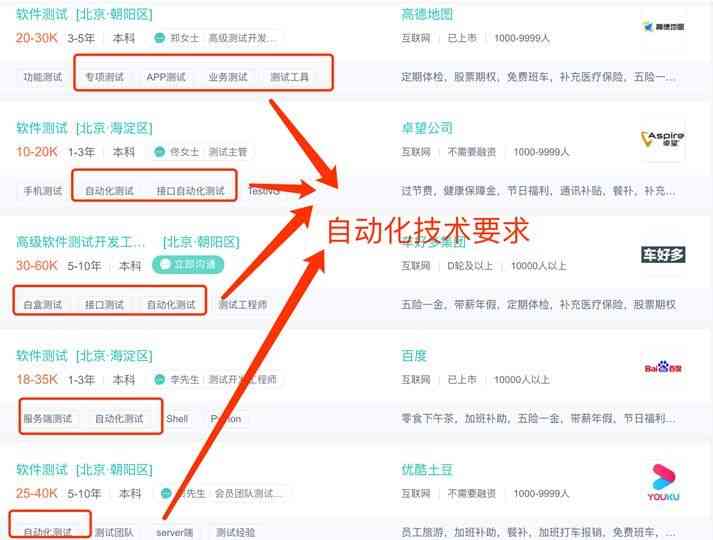 软件测试 [北京·朝阳区]
高德地图
高德地图
20-30K 3-5年 本科 郑女士 高级测试开发...
互联网 已上市 1000-9999人
功能测试 专项测试 APP测试 业务测试 测试工具
定期体检，股票期权，免费班车，补充医疗保险，五险一...
软件测试 [北京·海淀区]
卓望公司
Aspire
卓望
10-20K 1-3年 本科 佟女士 测试主管
互联网 不需要融资 1000-9999人
手机测试 自动化测试 接口自动化测试 TestNG
过节费，健康保障金，节日福利，通讯补贴，餐补，补充...
自动化技术要求
高级软件测试开发工... [北京·朝阳区]
车好多集团
车好多
30-60K 5-10年 本科 立即沟通
互联网 D轮及以上 10000人以上
白盒测试 接口测试 自动化测试 测试工程师
五险一金，带薪年假，定期体检，补充医疗保险，股票期权
软件测试 [北京·海淀区]
百度
Bai 百度
18-35K 1-3年 本科 李先生 测试开发工程师
互联网 已上市 10000人以上
服务端测试 自动化测试 Shell Python
零食下午茶，加班补助，五险一金，带薪年假，节日福利...
软件测试 [北京·朝阳区]
优酷土豆
YOUKU
25-40K 5-10年 本科 先生 会员团队测试...
互联网 不需要融资 1000-9999人
自动化测试 测试团队 server端 测试经验
员工旅游，加班补助，餐补，加班打车报销，免费班车，...